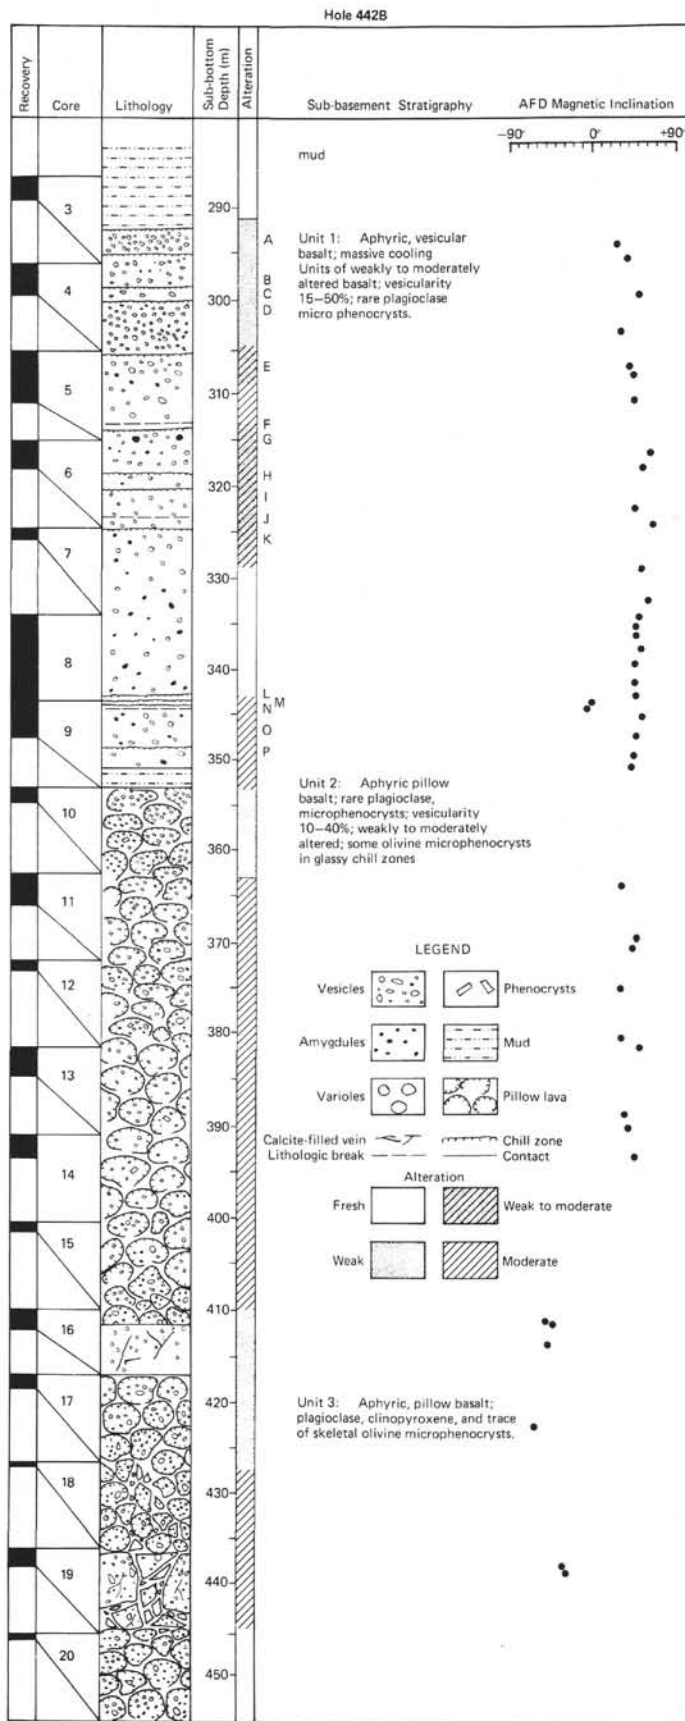 Hole 442B
Recovery
Core
Lithology
Sub-bottom
Depth (m)
Alteration
Sub-basement Stratigraphy
AFD Magnetic Inclination
−90
0°
+90°
mud
3
290
A
Unit 1: Aphyric, vesicular
basalt; massive cooling
Units of weakly to moderately
altered basalt; vesicularity
15–50%; rare plagioclase
micro phenocrysts.
4
B
C
300
D
5
E
310
F
G
6
H
320
I
J
7
K
330
8
340
L
M
N
9
O
350
P
Unit 2: Aphyric pillow
basalt; rare plagioclase,
microphenocrysts; vesicularity
10–40%; weakly to moderately
altered; some olivine microphenocrysts
in glassy chill zones
10
360
11
370
12
380
13
390
14
400
15
410
16
420
17
430
18
19
440
20
450
LEGEND
Vesicles
Phenocrysts
Amygdules
Mud
Varioles
Pillow lava
Calcite-filled vein
Chill zone
Lithologic break
Contact
Alteration
Fresh
Weak to moderate
Weak
Moderate
Unit 3: Aphyric, pillow basalt;
plagioclase, clinopyroxene, and trace
of skeletal olivine microphenocrysts.